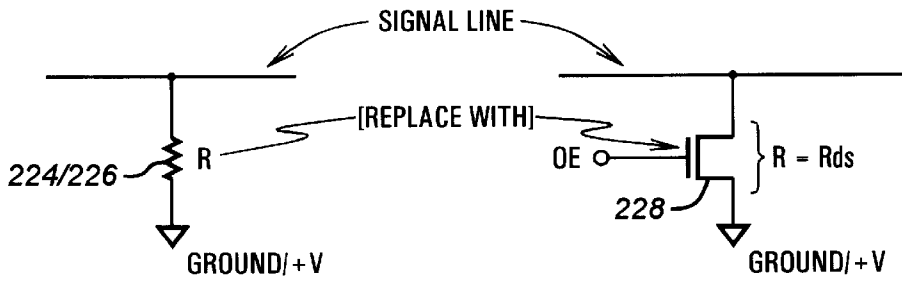 SIGNAL LINE
[REPLACE WITH]
224/226
R
OE
R = Rds
228
GROUND/+V
GROUND/+V